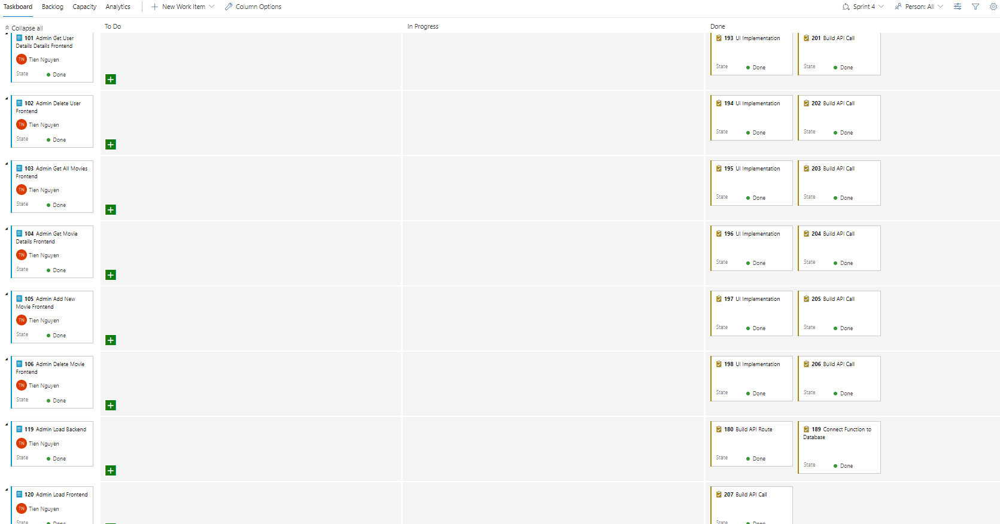 Taskboard Backlog Capacity Analytics New Work Item Column Options Sprint 4 Person: All
Collapse all To Do In Progress Done
101 Admin Get User
Details Details Frontend
TN Tien Nguyen
State Done
193 UI Implementation
State Done
201 Build API Call
State Done
102 Admin Delete User
Frontend
TN Tien Nguyen
State Done
194 UI Implementation
State Done
202 Build API Call
State Done
103 Admin Get All Movies
Frontend
TN Tien Nguyen
State Done
195 UI Implementation
State Done
203 Build API Call
State Done
104 Admin Get Movie
Details Frontend
TN Tien Nguyen
State Done
196 UI Implementation
State Done
204 Build API Call
State Done
105 Admin Add New
Movie Frontend
TN Tien Nguyen
State Done
197 UI Implementation
State Done
205 Build API Call
State Done
106 Admin Delete Movie
Frontend
TN Tien Nguyen
State Done
198 UI Implementation
State Done
206 Build API Call
State Done
119 Admin Load Backend
TN Tien Nguyen
State Done
180 Build API Route
State Done
189 Connect Function to
Database
State Done
120 Admin Load Frontend
TN Tien Nguyen
State Done
207 Build API Call
State Done